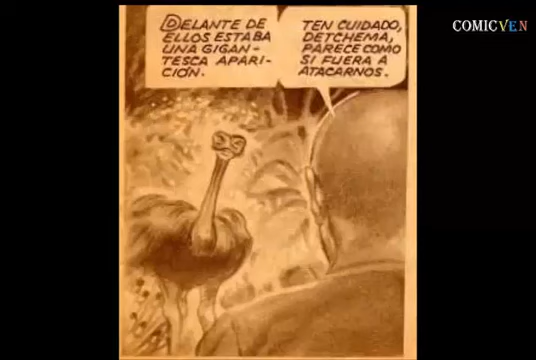 DELANTE DE
ELLOS ESTABA
UNA GIGAN-
TESCA APARI-
CIÓN.
TEN CUIDADO,
DETCHEMA,
PARECE COMO
SI FUERA A
ATACARNOS.
COMICVEN